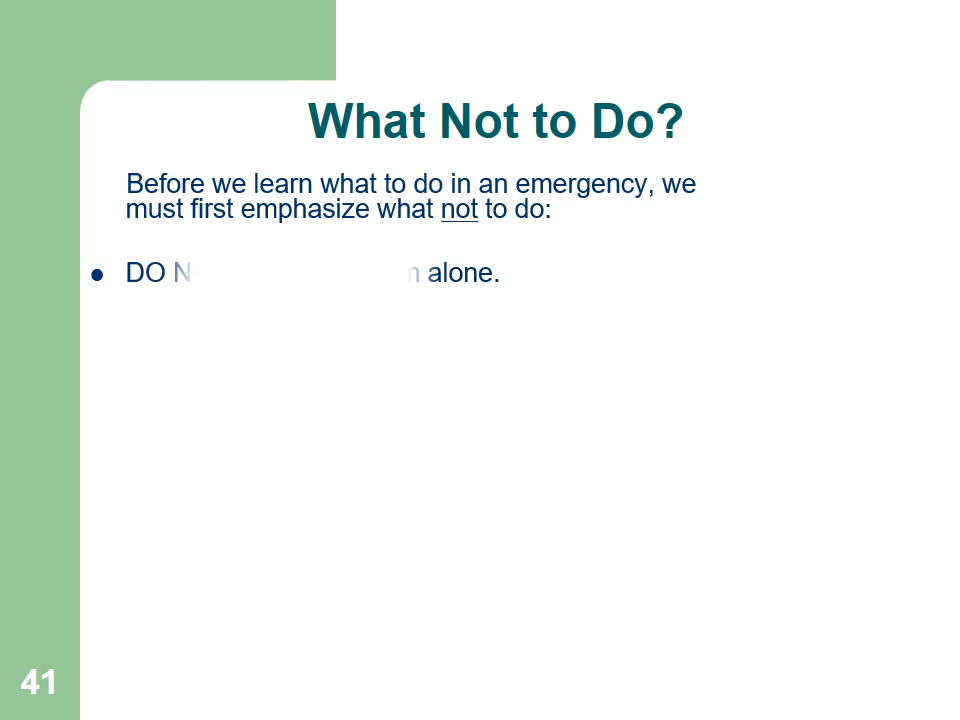 What Not to Do?
Before we learn what to do in an emergency, we
must first emphasize what not to do:
DO alone.
41